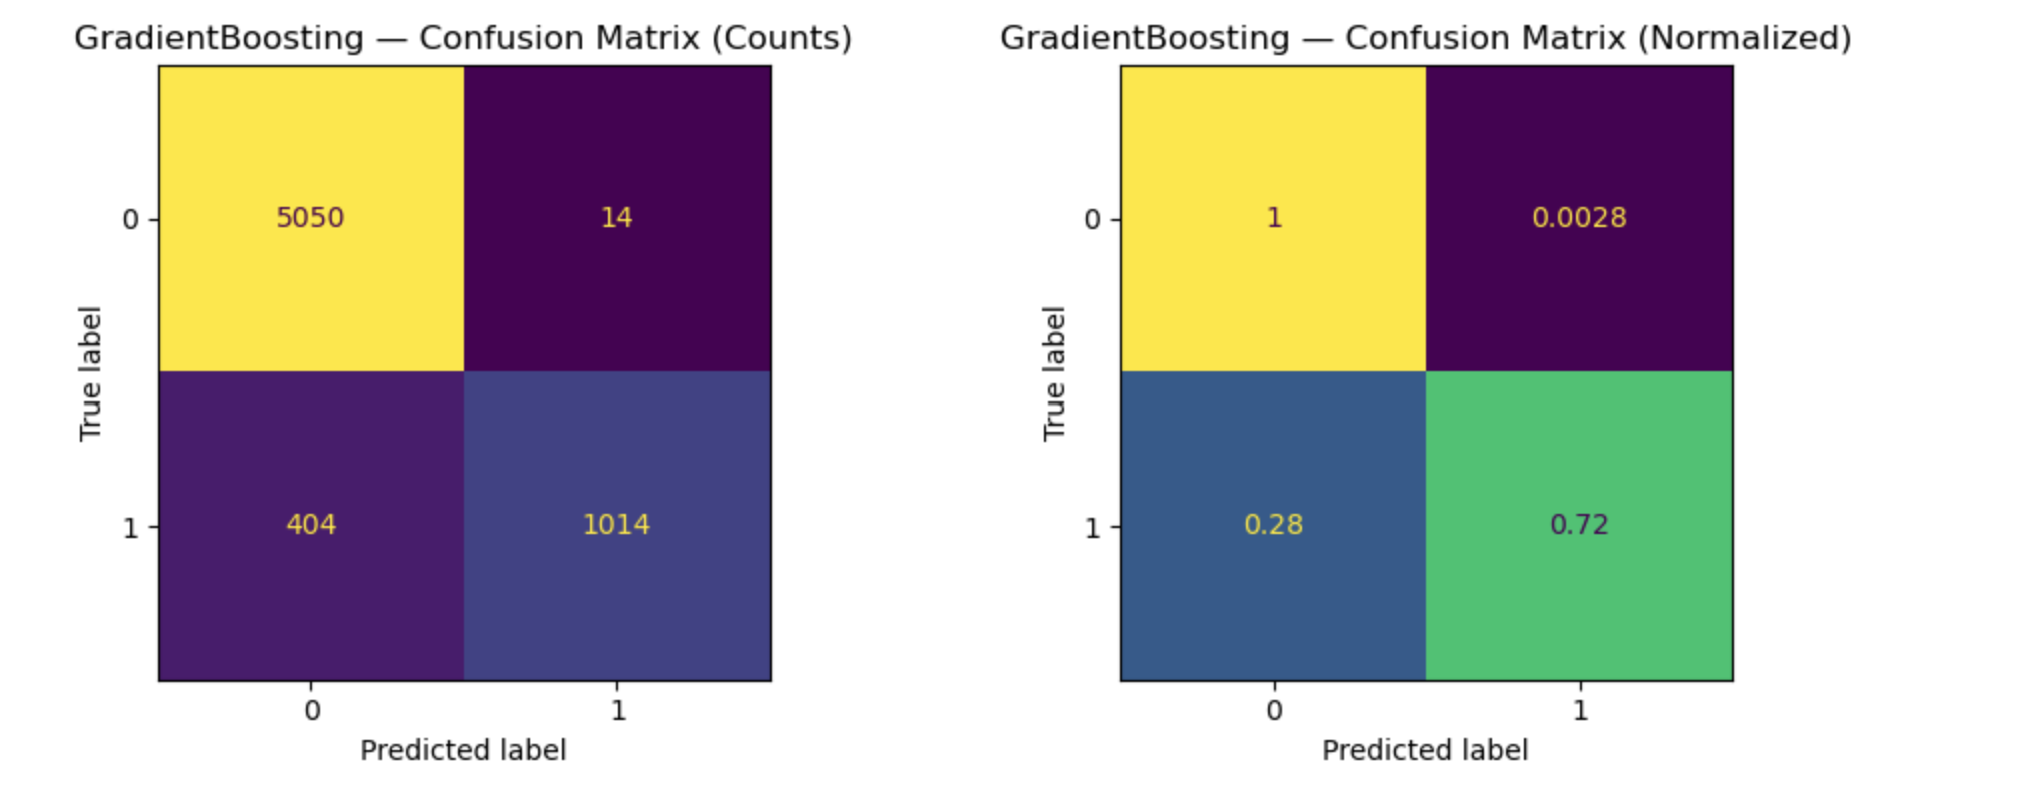 GradientBoosting — Confusion Matrix (Counts)
True label
0
1
5050
14
404
1014
0
1
Predicted label
GradientBoosting — Confusion Matrix (Normalized)
True label
0
1
1
0.0028
0.28
0.72
0
1
Predicted label